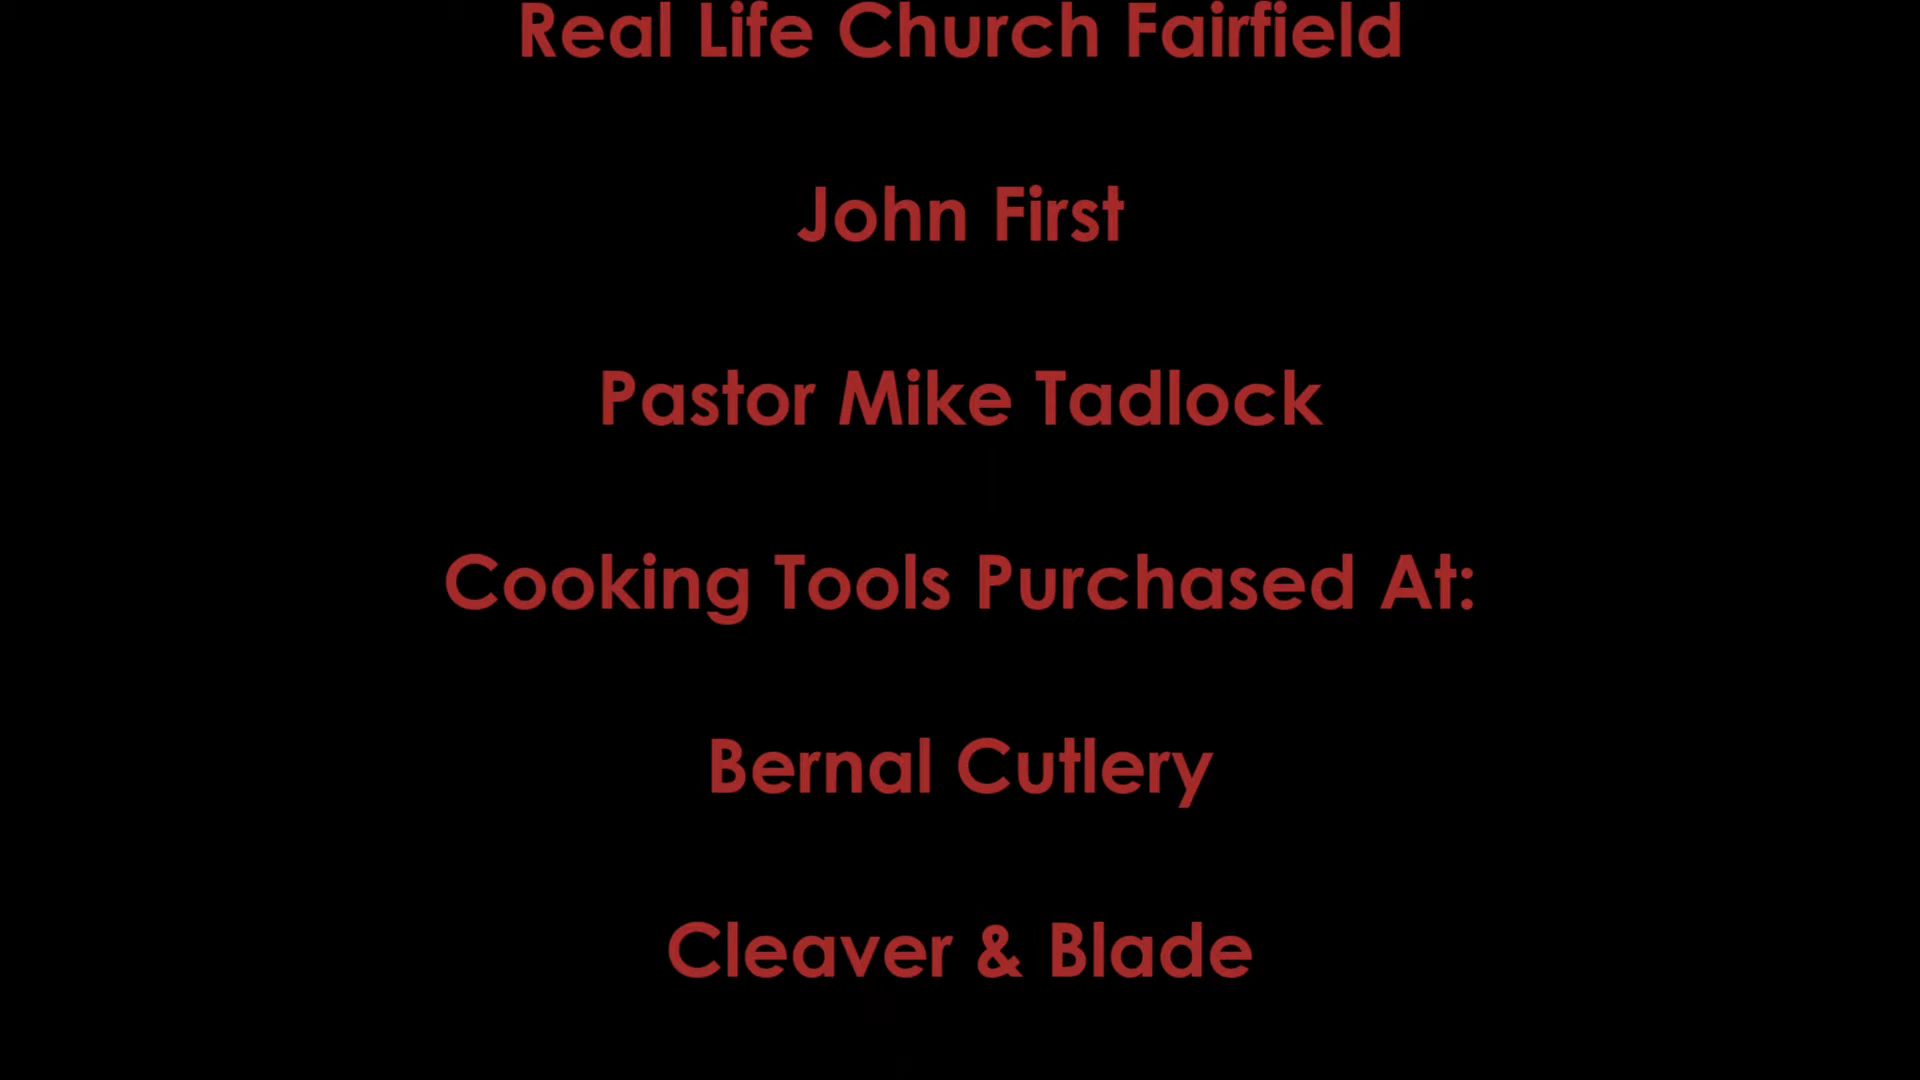 Real Life Church Fairfield
John First
Pastor Mike Tadlock
Cooking Tools Purchased At:
Bernal Cutlery
Cleaver & Blade